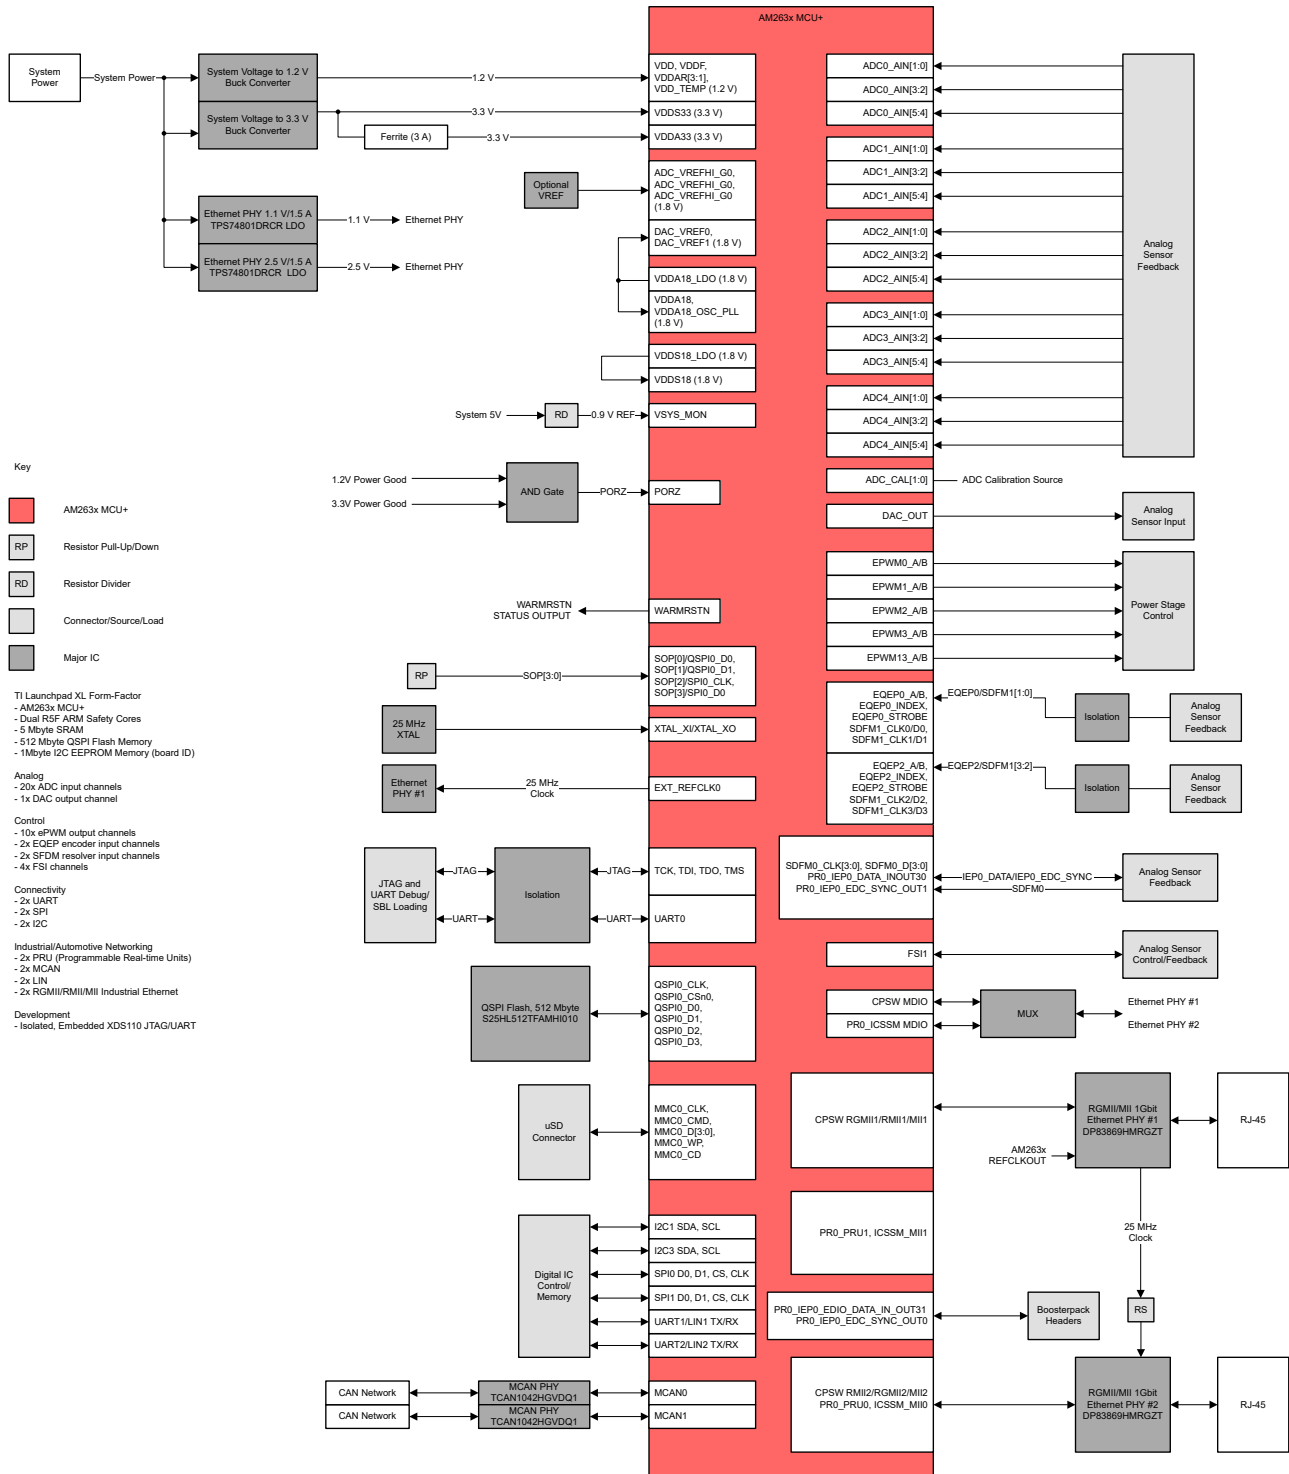 AM263x MCU+
System
Power
System Power
System Voltage to 1.2 V
Buck Converter
1.2 V
System Voltage to 3.3 V
Buck Converter
3.3 V
Ferrite (3 A)
3.3 V
Ethernet PHY 1.1 V/1.5 A
TPS74801DRCR LDO
1.1 V
Ethernet PHY
Ethernet PHY 2.5 V/1.5 A
TPS74801DRCR LDO
2.5 V
Ethernet PHY
VDD, VDDF,
VDDAR[3:1],
VDD_TEMP (1.2 V)
VDDS33 (3.3 V)
VDDA33 (3.3 V)
Optional
VREF
ADC_VREFHI_G0,
ADC_VREFHI_G0,
ADC_VREFHI_G0
(1.8 V)
DAC_VREF0,
DAC_VREF1 (1.8 V)
VDDA18_LDO (1.8 V)
VDDA18,
VDDA18_OSC_PLL
(1.8 V)
VDDS18_LDO (1.8 V)
VDDS18 (1.8 V)
System 5V
RD
0.9 V REF
VSYS_MON
1.2V Power Good
3.3V Power Good
AND Gate
PORZ
PORZ
WARMRSTN
STATUS OUTPUT
WARMRSTN
RP
SOP[3:0]
SOP[0]/QSPI0_D0,
SOP[1]/QSPI0_D1,
SOP[2]/SPI0_CLK,
SOP[3]/SPI0_D0
25 MHz
XTAL
XTAL_XI/XTAL_XO
Ethernet
PHY #1
25 MHz
Clock
EXT_REFCLK0
JTAG and
UART Debug/
SBL Loading
JTAG
UART
Isolation
JTAG
UART
TCK, TDI, TDO, TMS
UART0
QSPI Flash, 512 Mbyte
S25HL512TFAMHI010
QSPI0_CLK,
QSPI0_CSn0,
QSPI0_D0,
QSPI0_D1,
QSPI0_D2,
QSPI0_D3,
uSD
Connector
MMC0_CLK,
MMC0_CMD,
MMC0_D[3:0],
MMC0_WP,
MMC0_CD
Digital IC
Control/
Memory
I2C1 SDA, SCL
I2C3 SDA, SCL
SPI0 D0, D1, CS, CLK
SPI1 D0, D1, CS, CLK
UART1/LIN1 TX/RX
UART2/LIN2 TX/RX
CAN Network
MCAN PHY
TCAN1042HGVDQ1
MCAN0
CAN Network
MCAN PHY
TCAN1042HGVDQ1
MCAN1
Key
AM263x MCU+
RP
Resistor Pull-Up/Down
RD
Resistor Divider
Connector/Source/Load
Major IC
TI Launchpad XL Form-Factor
- AM263x MCU+
- Dual R5F ARM Safety Cores
- 5 Mbyte SRAM
- 512 Mbyte QSPI Flash Memory
- 1Mbyte I2C EEPROM Memory (board ID)
Analog
- 20x ADC input channels
- 1x DAC output channel
Control
- 10x ePWM output channels
- 2x EQEP encoder input channels
- 2x SFDM resolver input channels
- 4x FSI channels
Connectivity
- 2x UART
- 2x SPI
- 2x I2C
Industrial/Automotive Networking
- 2x PRU (Programmable Real-time Units)
- 2x MCAN
- 2x LIN
- 2x RGMII/RMII/MII Industrial Ethernet
Development
- Isolated, Embedded XDS110 JTAG/UART
ADC0_AIN[1:0]
ADC0_AIN[3:2]
ADC0_AIN[5:4]
ADC1_AIN[1:0]
ADC1_AIN[3:2]
ADC1_AIN[5:4]
ADC2_AIN[1:0]
ADC2_AIN[3:2]
ADC2_AIN[5:4]
ADC3_AIN[1:0]
ADC3_AIN[3:2]
ADC3_AIN[5:4]
ADC4_AIN[1:0]
ADC4_AIN[3:2]
ADC4_AIN[5:4]
Analog
Sensor
Feedback
ADC_CAL[1:0]
ADC Calibration Source
DAC_OUT
Analog
Sensor Input
EPWM0_A/B
EPWM1_A/B
EPWM2_A/B
EPWM3_A/B
EPWM13_A/B
Power Stage
Control
EQEP0_A/B,
EQEP0_INDEX,
EQEP0_STROBE
SDFM1_CLK0/D0,
SDFM1_CLK1/D1
EQEP0/SDFM1[1:0]
Isolation
Analog
Sensor
Feedback
EQEP2_A/B,
EQEP2_INDEX,
EQEP2_STROBE
SDFM1_CLK2/D2,
SDFM1_CLK3/D3
EQEP2/SDFM1[3:2]
Isolation
Analog
Sensor
Feedback
SDFM0_CLK[3:0], SDFM0_D[3:0]
PR0_IEP0_DATA_INOUT30
PR0_IEP0_EDC_SYNC_OUT1
IEP0_DATA/IEP0_EDC_SYNC
SDFM0
Analog Sensor
Feedback
FSI1
Analog Sensor
Control/Feedback
CPSW MDIO
PR0_ICSSM MDIO
MUX
Ethernet PHY #1
Ethernet PHY #2
CPSW RGMII1/RMII1/MII1
AM263x
REFCLKOUT
RGMII/MII 1Gbit
Ethernet PHY #1
DP83869HMRGZT
RJ-45
PR0_PRU1, ICSSM_MII1
25 MHz
Clock
RS
PR0_IEP0_EDIO_DATA_IN_OUT31
PR0_IEP0_EDC_SYNC_OUT0
Boosterpack
Headers
CPSW RMII2/RGMII2/MII2
PR0_PRU0, ICSSM_MII0
RGMII/MII 1Gbit
Ethernet PHY #2
DP83869HMRGZT
RJ-45